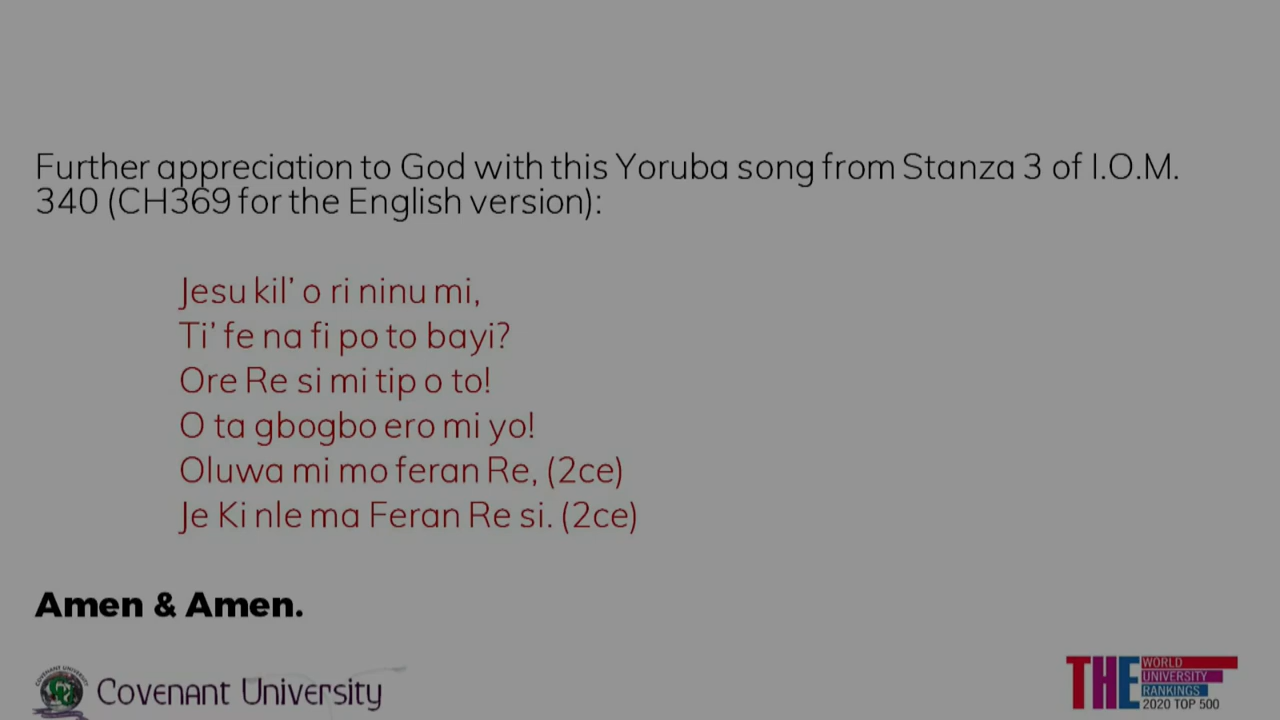 Further appreciation to God with this Yoruba song from Stanza 3 of I.O.M.
340 (CH369 for the English version):
Jesu kil’ o ri ninu mi,
Ti’ fe na fi po to bayi?
Ore Re si mi tip o to!
O ta gbogbo ero mi yo!
Oluwa mi mo feran Re, (2ce)
Je Ki nle ma Feran Re si. (2ce)
Amen & Amen.
COVENANT UNIVERSITY
Covenant University
THE WORLD
UNIVERSITY
RANKINGS
2020 TOP 500